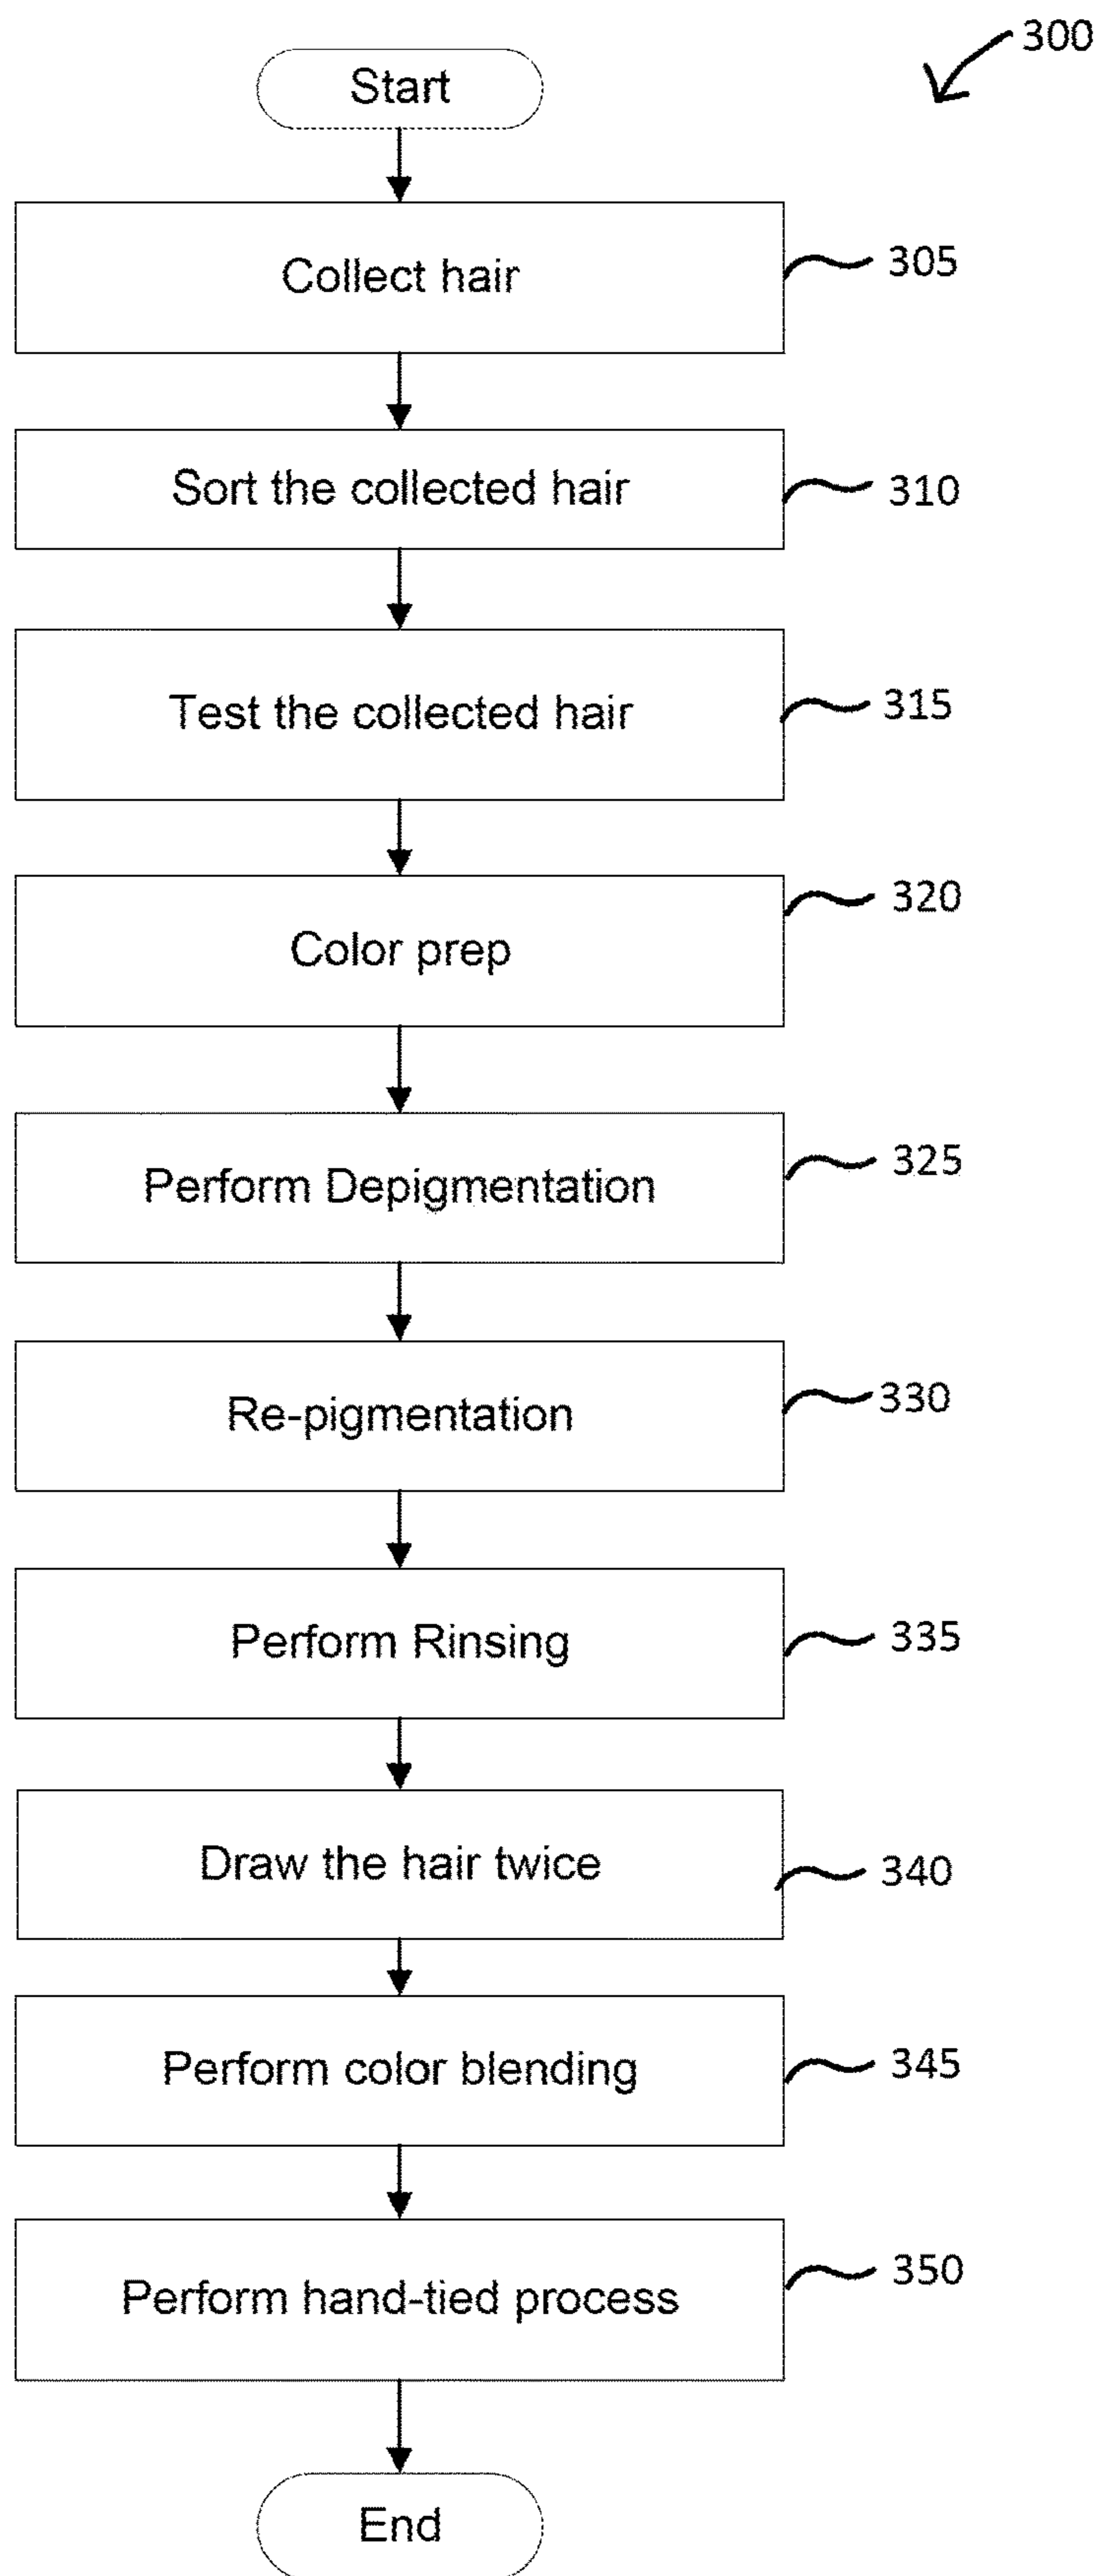 300
Start
Collect hair
305
Sort the collected hair
310
Test the collected hair
315
Color prep
320
Perform Depigmentation
325
Re-pigmentation
330
Perform Rinsing
335
Draw the hair twice
340
Perform color blending
345
Perform hand-tied process
350
End